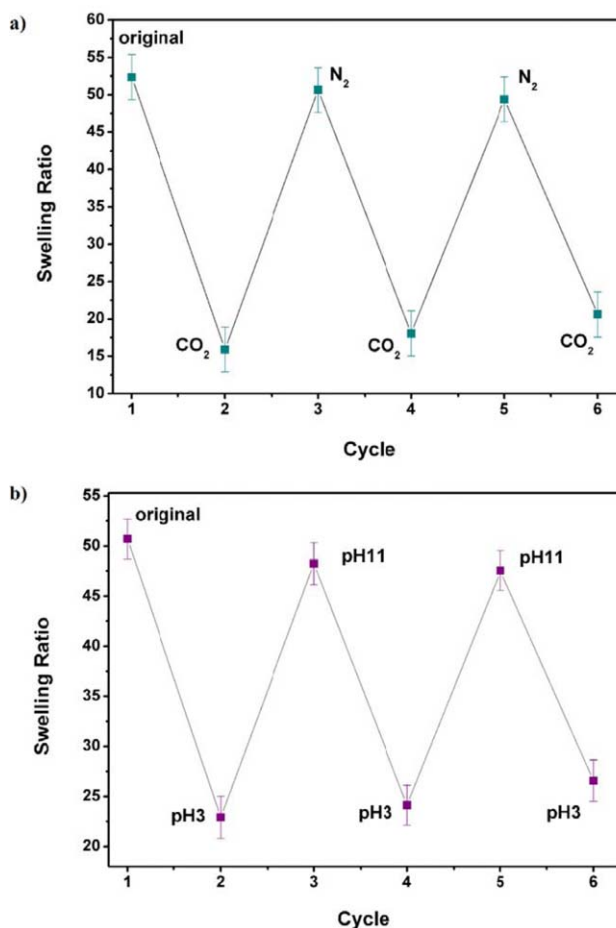 a)
60
55
50
45
40
35
30
25
20
15
10
Swelling Ratio
original
N₂
N₂
CO₂
CO₂
CO₂
1 2 3 4 5 6
Cycle
b)
55
50
45
40
35
30
25
20
Swelling Ratio
original
pH11
pH11
pH3
pH3
pH3
1 2 3 4 5 6
Cycle